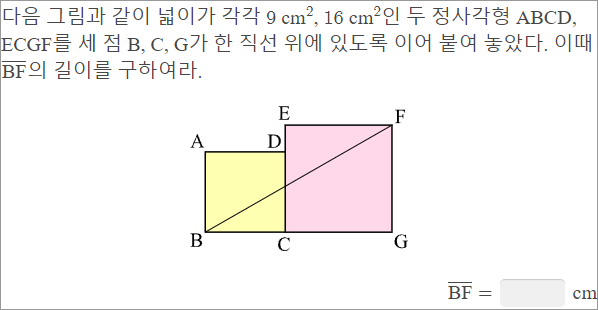 다음 그림과 같이 넓이가 각각 9 cm², 16 cm²인 두 정사각형 ABCD,
ECGF를 세 점 B, C, G가 한 직선 위에 있도록 이어 붙여 놓았다. 이때
B̅F̅의 길이를 구하여라.
E
F
A
D
B
C
G
B̅F̅ = cm